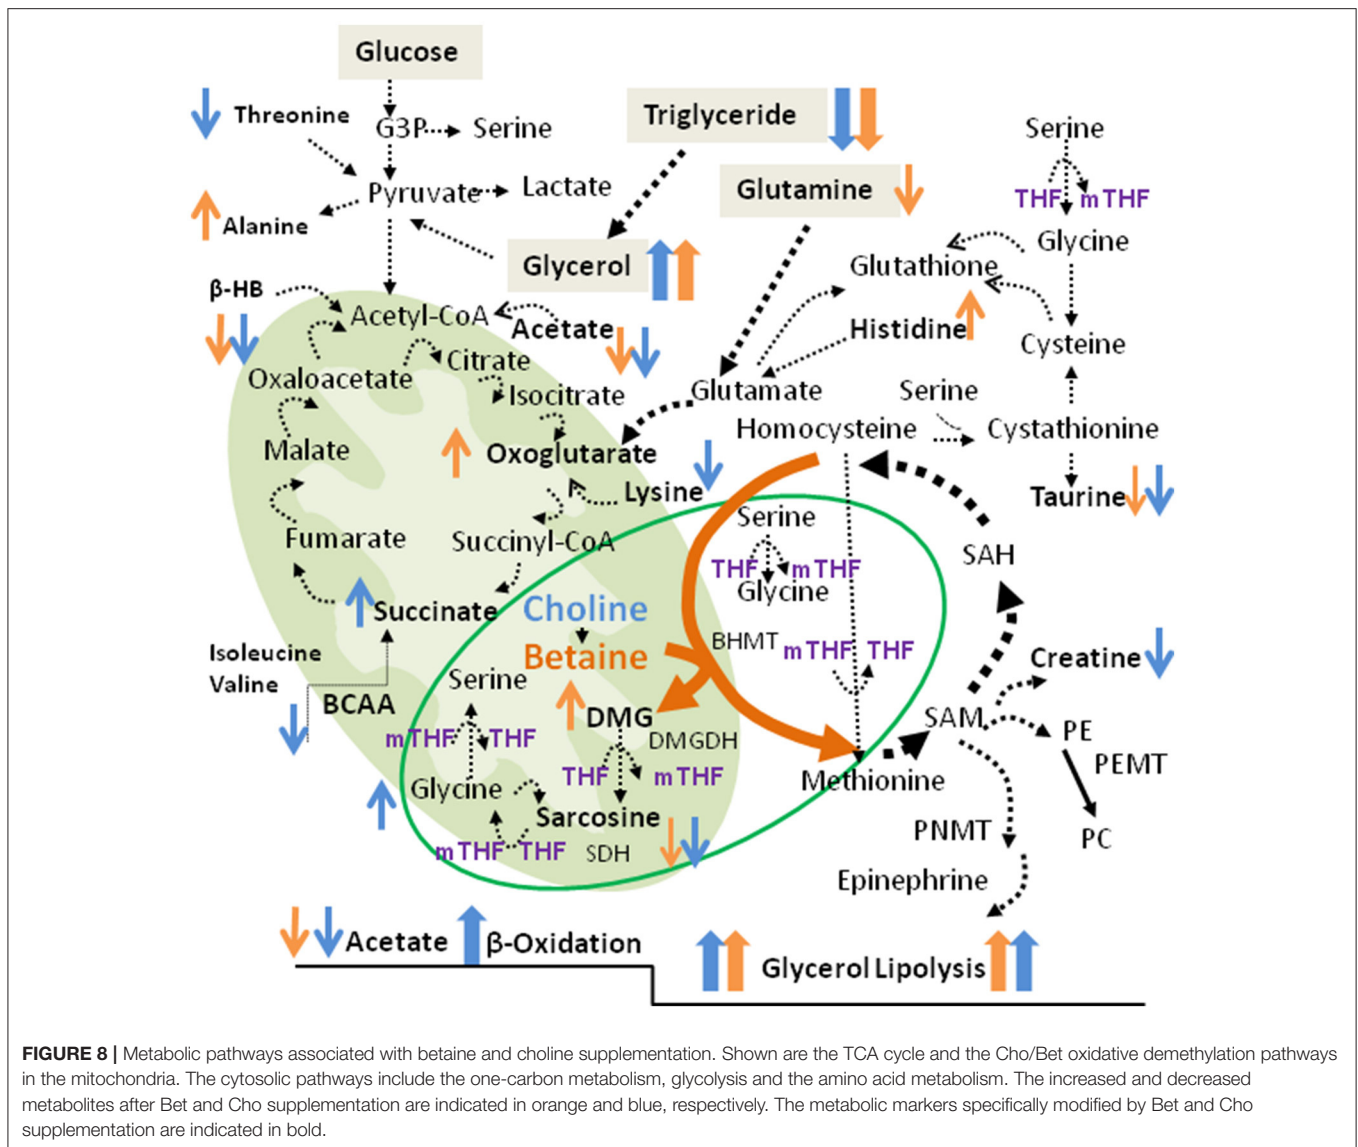 Glucose
Threonine
G3P
Serine
Triglyceride
Serine
Pyruvate
Lactate
Glutamine
THF mTHF
Alanine
Glycine
Glycerol
Glutathione
β-HB
Acetyl-CoA
Acetate
Histidine
Cysteine
Citrate
Oxaloacetate
Isocitrate
Glutamate
Serine
Homocysteine
Cystathionine
Malate
Oxoglutarate
Lysine
Taurine
Serine
Fumarate
Succinyl-CoA
SAH
THF mTHF
Glycine
Succinate
Choline
BHMT
mTHF THF
Isoleucine
Valine
Betaine
Creatine
Serine
BCAA
DMG
SAM
PE
mTHF THF
DMGDH
PEMT
THF mTHF
Glycine
Methionine
Sarcosine
PNMT
PC
mTHF THF
SDH
Epinephrine
Acetate
β-Oxidation
Glycerol Lipolysis
FIGURE 8 | Metabolic pathways associated with betaine and choline supplementation. Shown are the TCA cycle and the Cho/Bet oxidative demethylation pathways
in the mitochondria. The cytosolic pathways include the one-carbon metabolism, glycolysis and the amino acid metabolism. The increased and decreased
metabolites after Bet and Cho supplementation are indicated in orange and blue, respectively. The metabolic markers specifically modified by Bet and Cho
supplementation are indicated in bold.